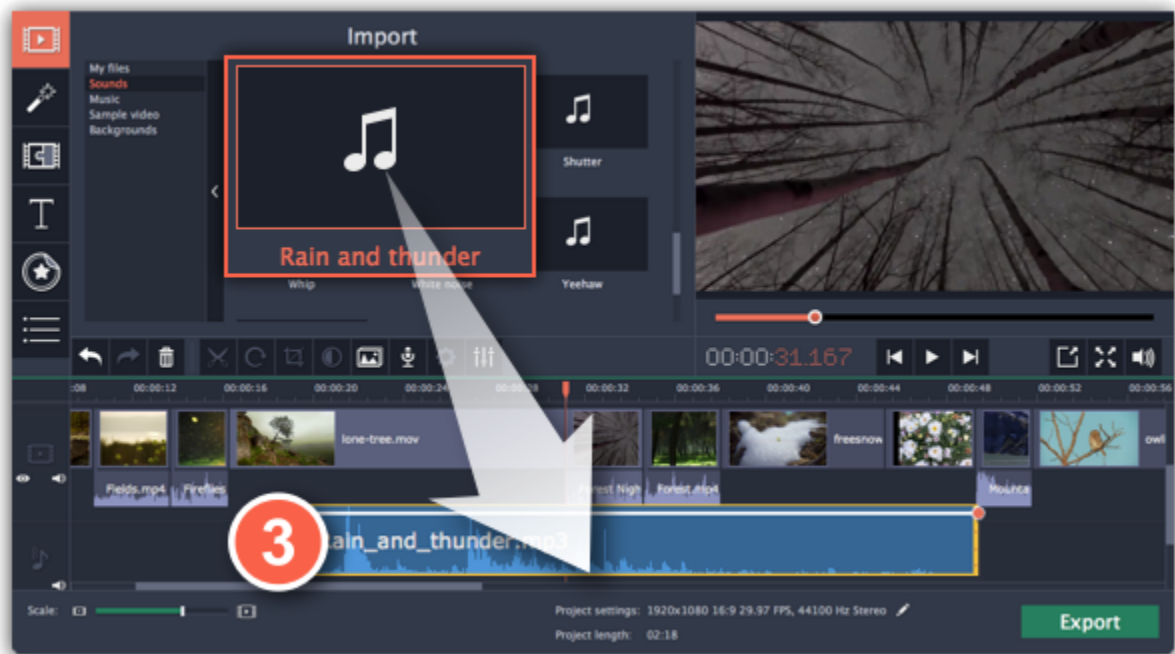 Import
My files
Sounds
Music
Sample video
Backgrounds
Rain and thunder
Shutter
Whip
White noise
Yeehaw
T
00:00:31.167
:08 00:00:12 00:00:16 00:00:20 00:00:24 00:00:28 00:00:32 00:00:36 00:00:40 00:00:44 00:00:48 00:00:52 00:00:56
lone-tree.mov
freesnow
owl
Fields.mp4
Fireflies
Forest Nigh
Forest.mp4
Mounta
3
Rain_and_thunder.mp3
Scale:
Project settings: 1920x1080 16:9 29.97 FPS, 44100 Hz Stereo
Project length: 02:18
Export